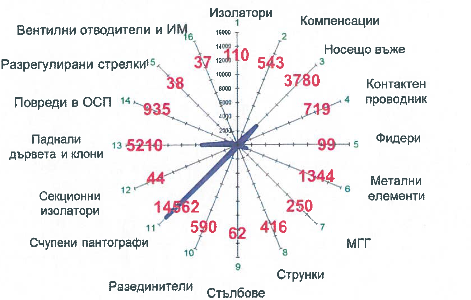 Изолатори
1
Компенсации
2
543
Носещо въже
3
3780
Контактен
проводник
4
719
Фидери
5
99
Метални
елементи
6
1344
МГГ
7
250
Струнки
8
416
Стълбове
9
62
Разединители
10
590
Счупени пантографи
11
14562
Секционни
изолатори
12
44
Паднали
дървета и клони
13
5210
Повреди в ОСП
14
935
Разрегулирани стрелки
15
38
Вентилни отводители и ИМ
16
37
110
16000
14000
12000
10000
8000
6000
4000
2000